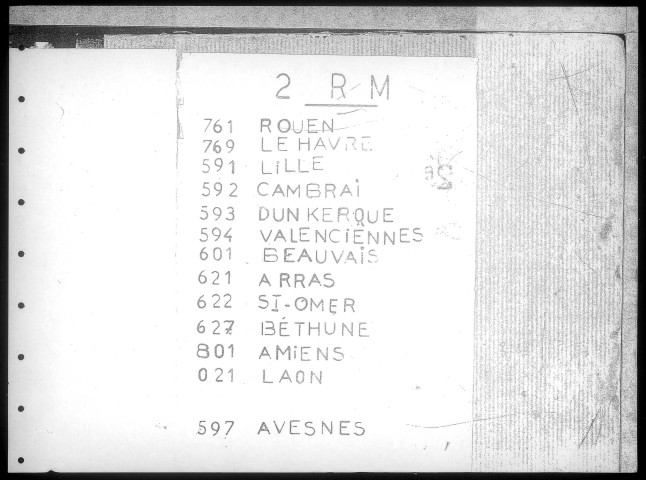 2 RM
761 ROUEN
769 LE HAVRE
591 LILLE
592 CAMBRAI
593 DUNKERQUE
594 VALENCIENNES
601 BEAUVAIS
621 ARRAS
622 ST-OMER
627 BÉTHUNE
801 AMIENS
021 LAON
597 AVESNES